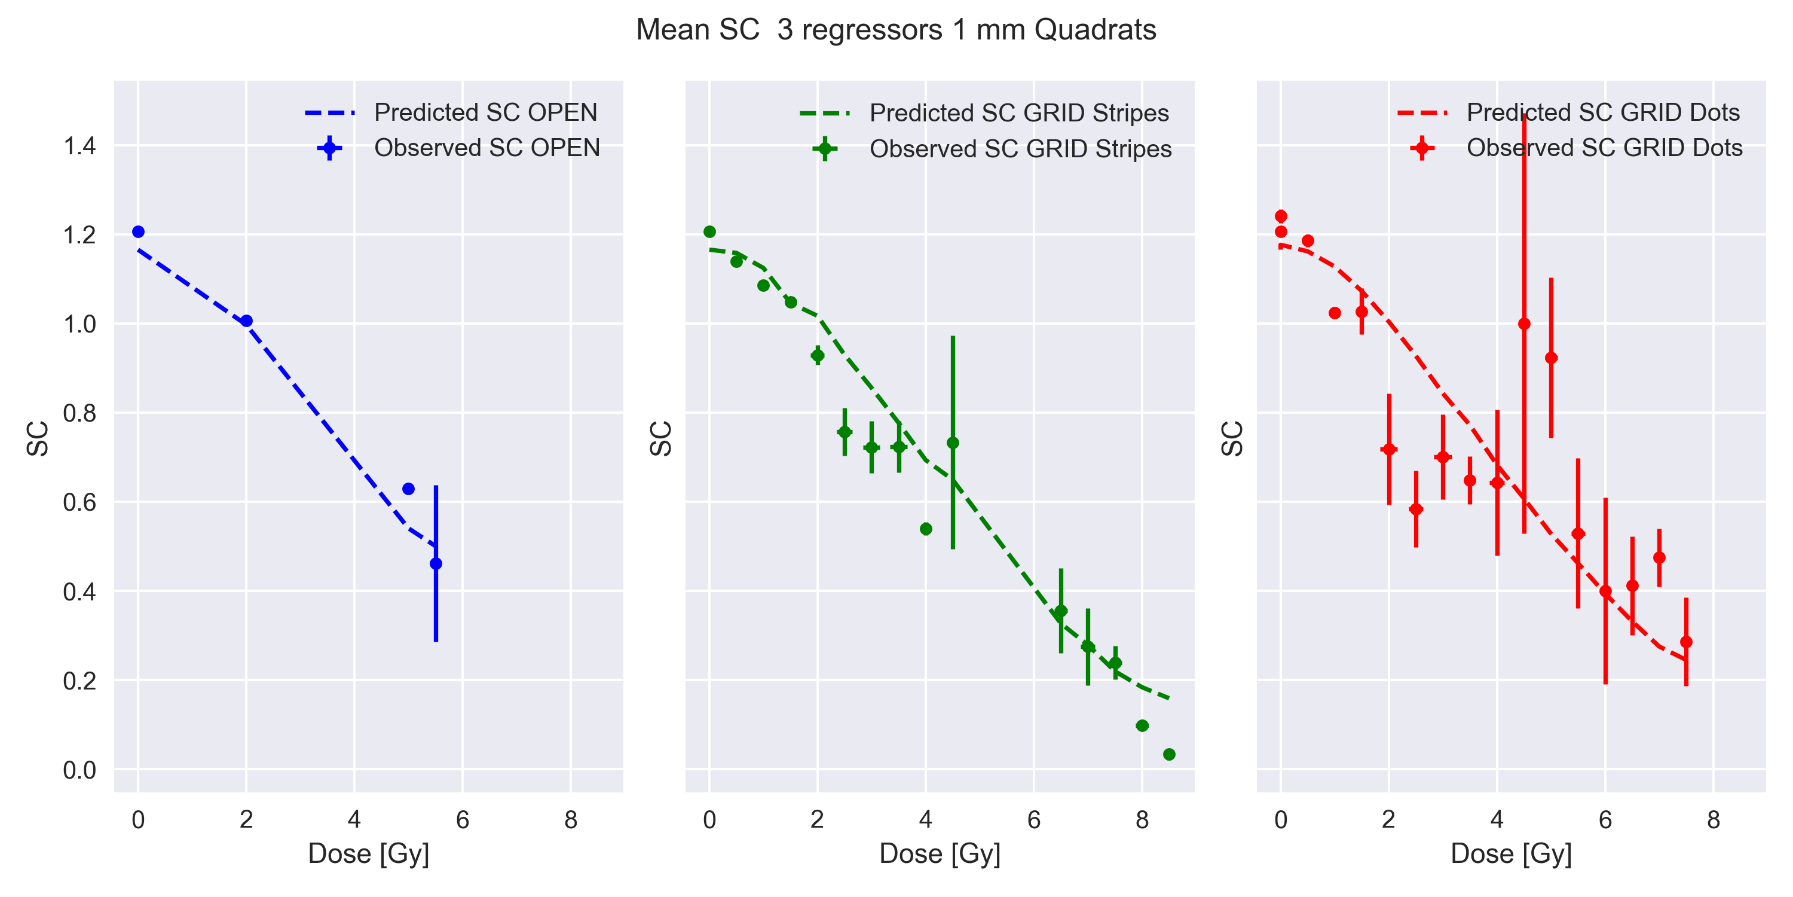 Mean SC  3 regressors 1 mm Quadrats
Predicted SC OPEN
Observed SC OPEN
1.4
1.2
1.0
0.8
0.6
0.4
0.2
0.0
SC
0 2 4 6 8
Dose [Gy]
Predicted SC GRID Stripes
Observed SC GRID Stripes
SC
0 2 4 6 8
Dose [Gy]
Predicted SC GRID Dots
Observed SC GRID Dots
SC
0 2 4 6 8
Dose [Gy]